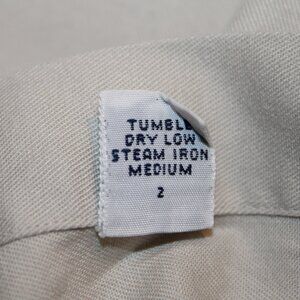 TUMBLE
DRY LOW
STEAM IRON
MEDIUM
2